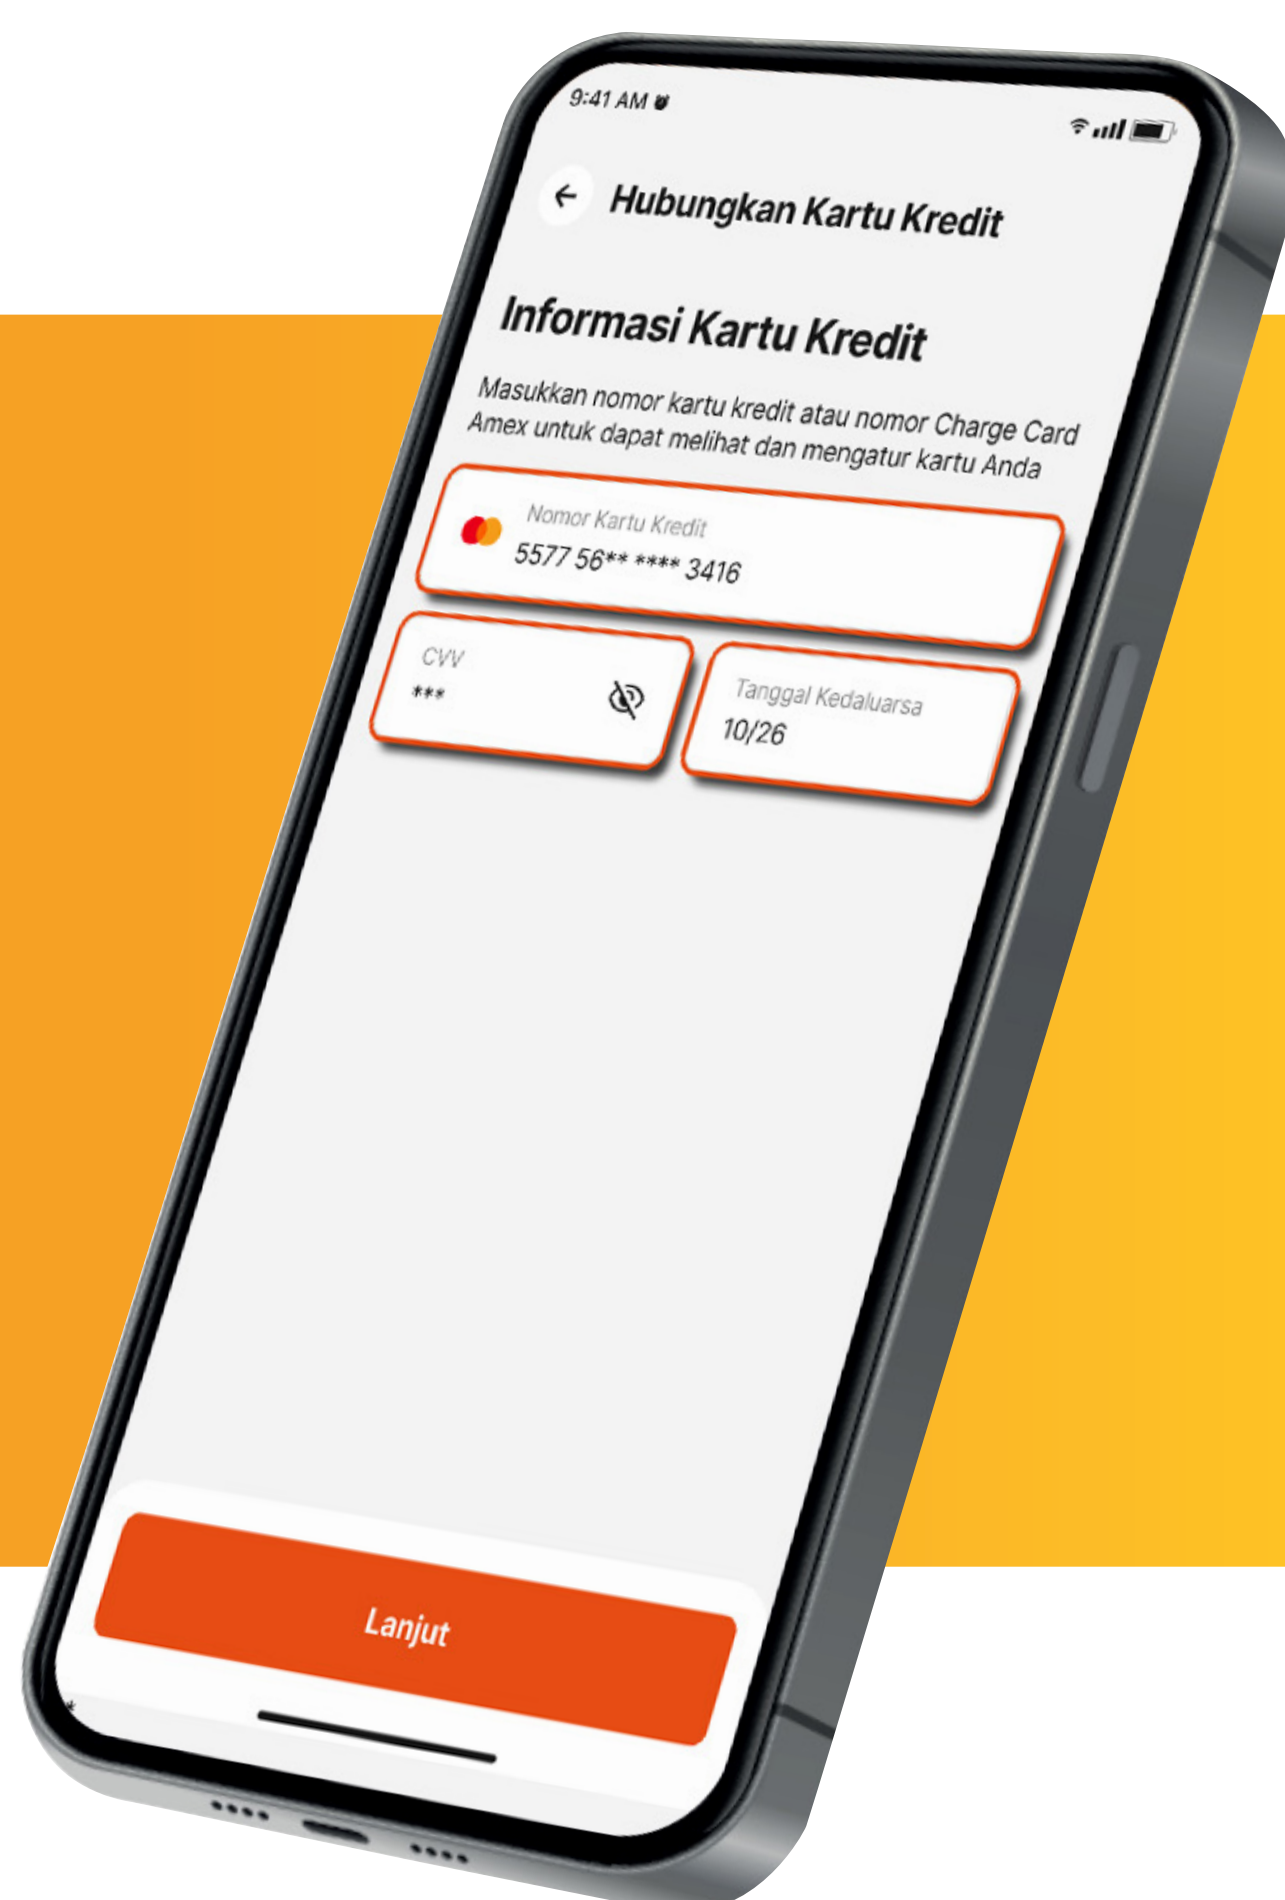 9:41 AM
Hubungkan Kartu Kredit
Informasi Kartu Kredit
Masukkan nomor kartu kredit atau nomor Charge Card
Amex untuk dapat melihat dan mengatur kartu Anda
Nomor Kartu Kredit
5577 56** **** 3416
CVV
***
Tanggal Kedaluarsa
10/26
Lanjut
*